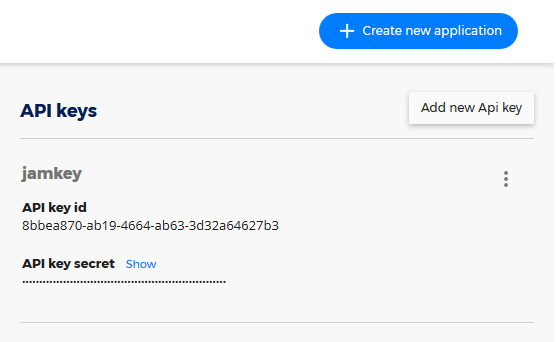 Create new application
API keys
Add new Api key
jamkey
API key id
8bbea870-ab19-4664-ab63-3d32a64627b3
API key secret Show